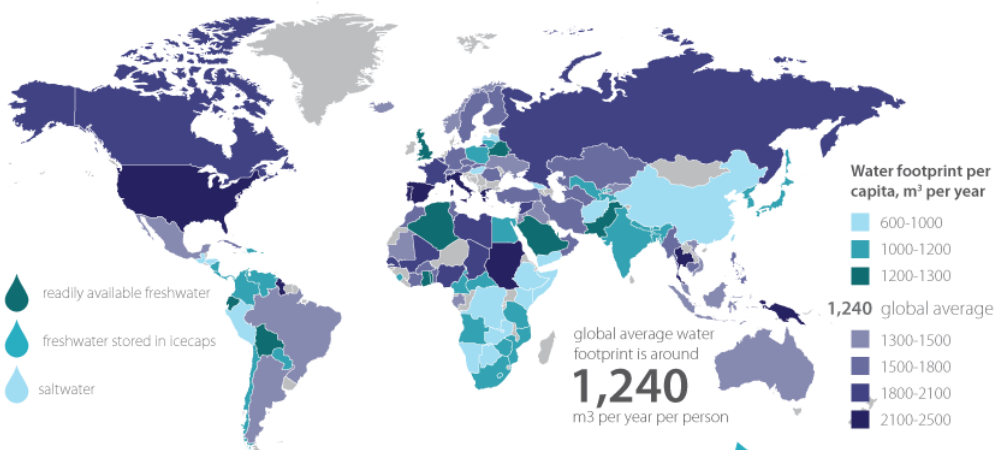 readily available freshwater
freshwater stored in icecaps
saltwater
global average water
footprint is around
1,240
m3 per year per person
Water footprint per
capita, m³ per year
600-1000
1000-1200
1200-1300
1,240 global average
1300-1500
1500-1800
1800-2100
2100-2500